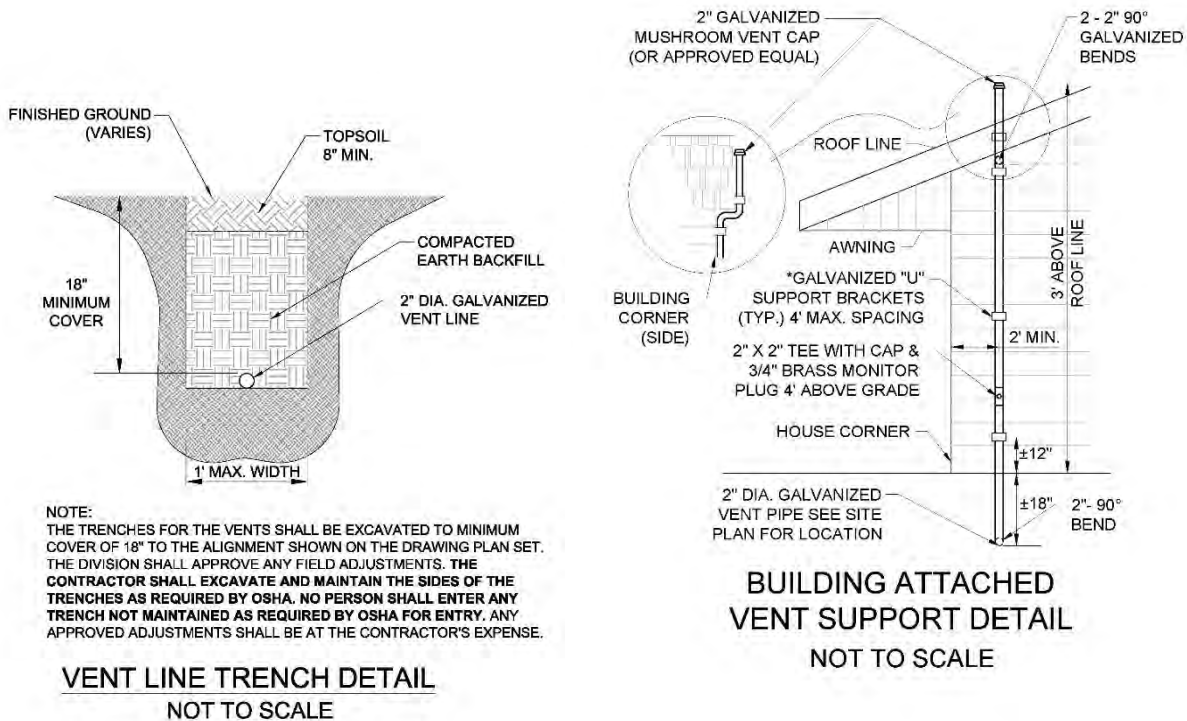 FINISHED GROUND
(VARIES)
TOPSOIL
8" MIN.
18"
MINIMUM
COVER
COMPACTED
EARTH BACKFILL
2" DIA. GALVANIZED
VENT LINE
1' MAX. WIDTH
NOTE:
THE TRENCHES FOR THE VENTS SHALL BE EXCAVATED TO MINIMUM
COVER OF 18" TO THE ALIGNMENT SHOWN ON THE DRAWING PLAN SET.
THE DIVISION SHALL APPROVE ANY FIELD ADJUSTMENTS. THE
CONTRACTOR SHALL EXCAVATE AND MAINTAIN THE SIDES OF THE
TRENCHES AS REQUIRED BY OSHA. NO PERSON SHALL ENTER ANY
TRENCH NOT MAINTAINED AS REQUIRED BY OSHA FOR ENTRY. ANY
APPROVED ADJUSTMENTS SHALL BE AT THE CONTRACTOR'S EXPENSE.
VENT LINE TRENCH DETAIL
NOT TO SCALE
2" GALVANIZED
MUSHROOM VENT CAP
(OR APPROVED EQUAL)
2 - 2" 90°
GALVANIZED
BENDS
ROOF LINE
AWNING
BUILDING
CORNER
(SIDE)
*GALVANIZED "U"
SUPPORT BRACKETS
(TYP.) 4' MAX. SPACING
3' ABOVE
ROOF LINE
2' MIN.
2" X 2" TEE WITH CAP &
3/4" BRASS MONITOR
PLUG 4' ABOVE GRADE
HOUSE CORNER
±12"
2" DIA. GALVANIZED
VENT PIPE SEE SITE
PLAN FOR LOCATION
±18"
2"- 90°
BEND
BUILDING ATTACHED
VENT SUPPORT DETAIL
NOT TO SCALE